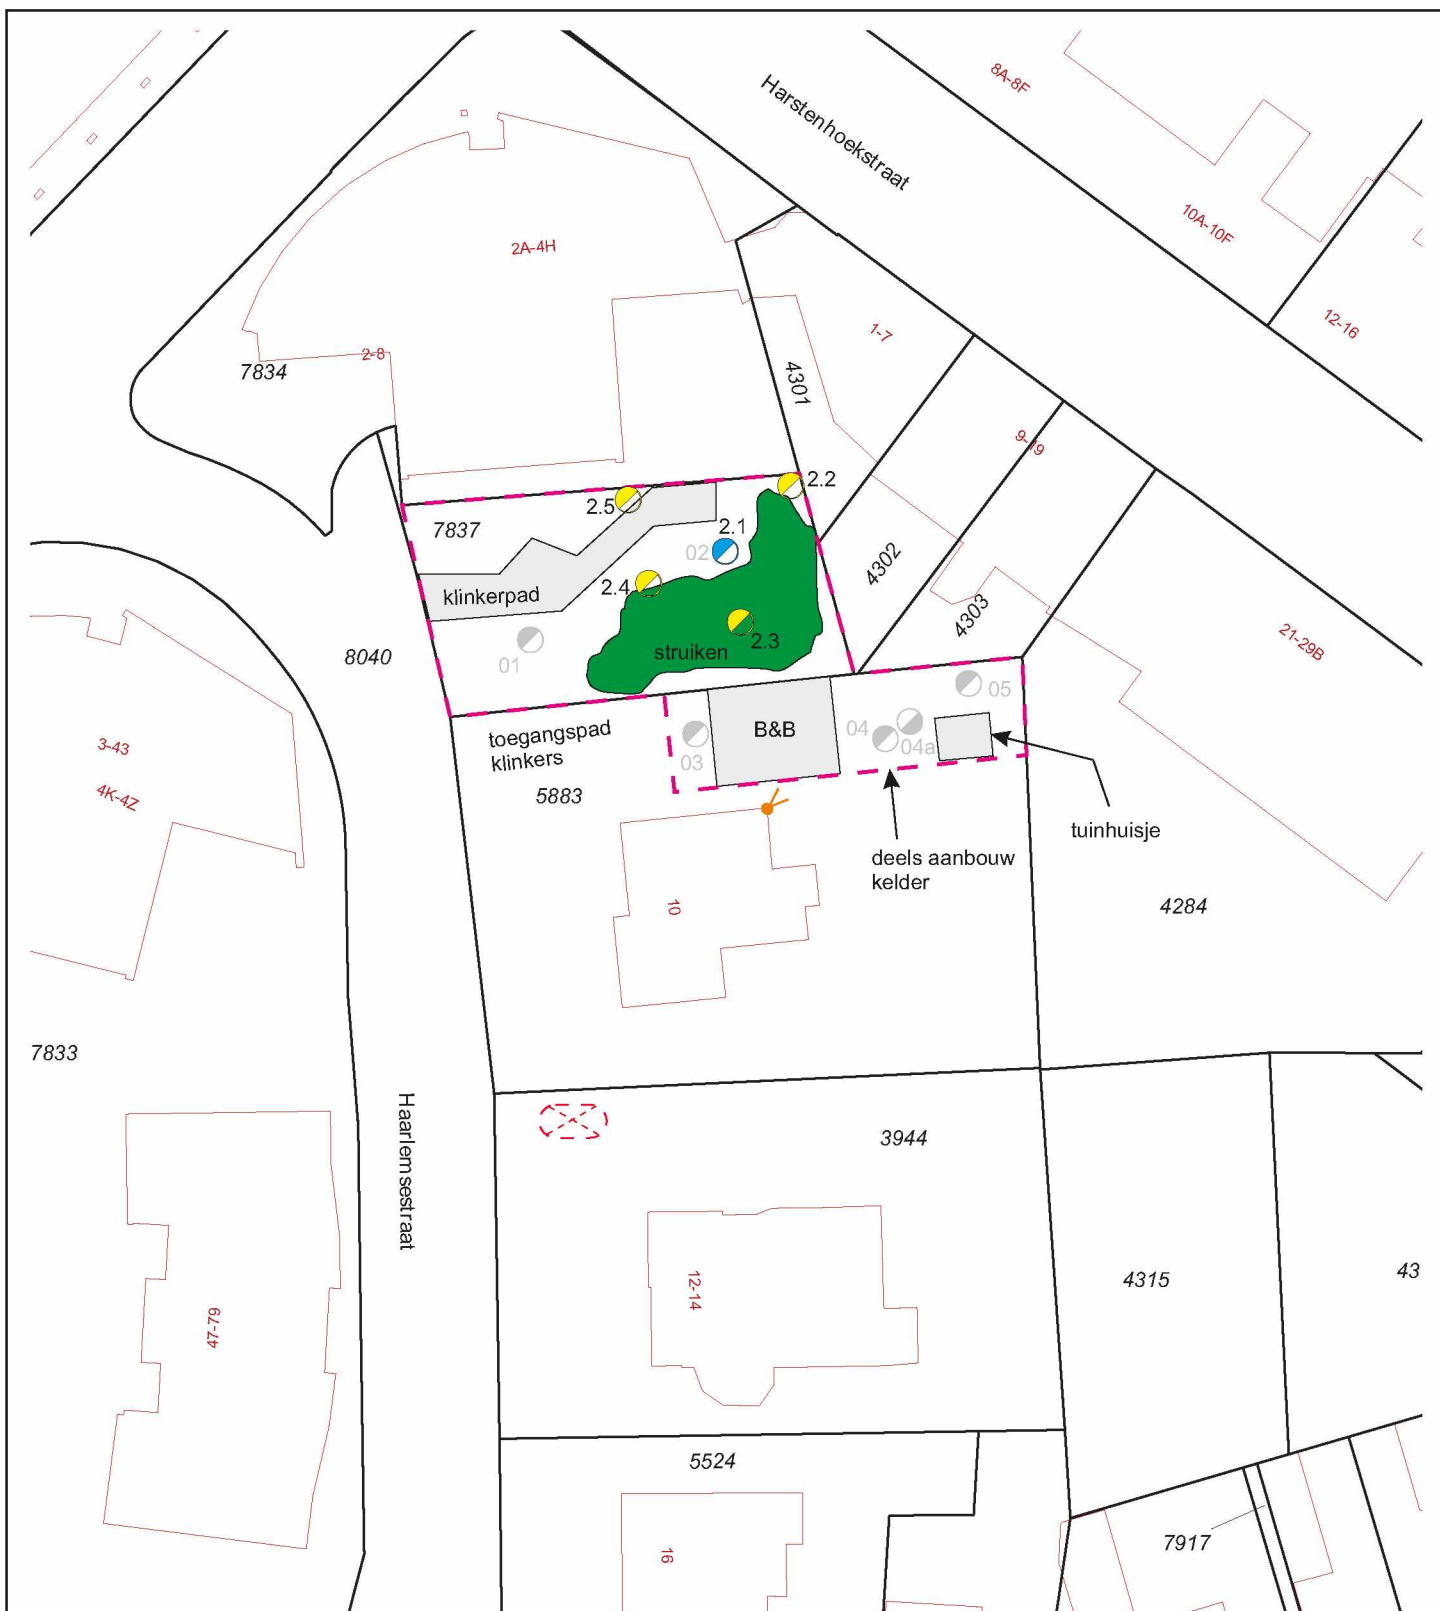 8A-8F
Harstenhoekstraat
10A-10F
2A-4H
12-16
1-7
2-8
7834
4301
9-19
2.2
2.5
7837
2.1
02
4302
2.4
klinkerpad
4303
2.3
struiken
01
8040
21-29B
05
toegangspad
klinkers
B&B
04
04a
03
3-43
4K-4Z
5883
tuinhuisje
deels aanbouw
kelder
10
4284
7833
Haarlemsestraat
3944
12-14
4315
43
47-79
5524
7917
16